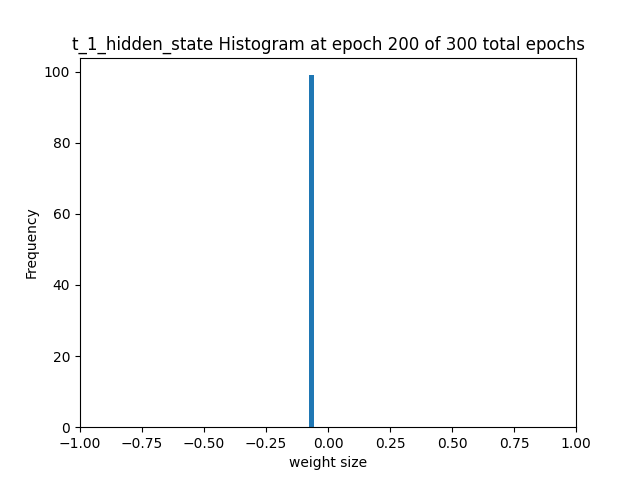 t_1_hidden_state Histogram at epoch 200 of 300 total epochs
100
80
60
40
20
0
Frequency
−1.00 −0.75 −0.50 −0.25 0.00 0.25 0.50 0.75 1.00
weight size